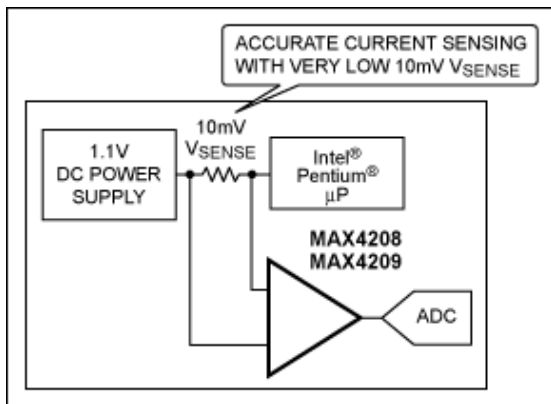 ACCURATE CURRENT SENSING
WITH VERY LOW 10mV VSENSE
10mV
VSENSE
1.1V
DC POWER
SUPPLY
Intel®
Pentium®
µP
MAX4208
MAX4209
ADC